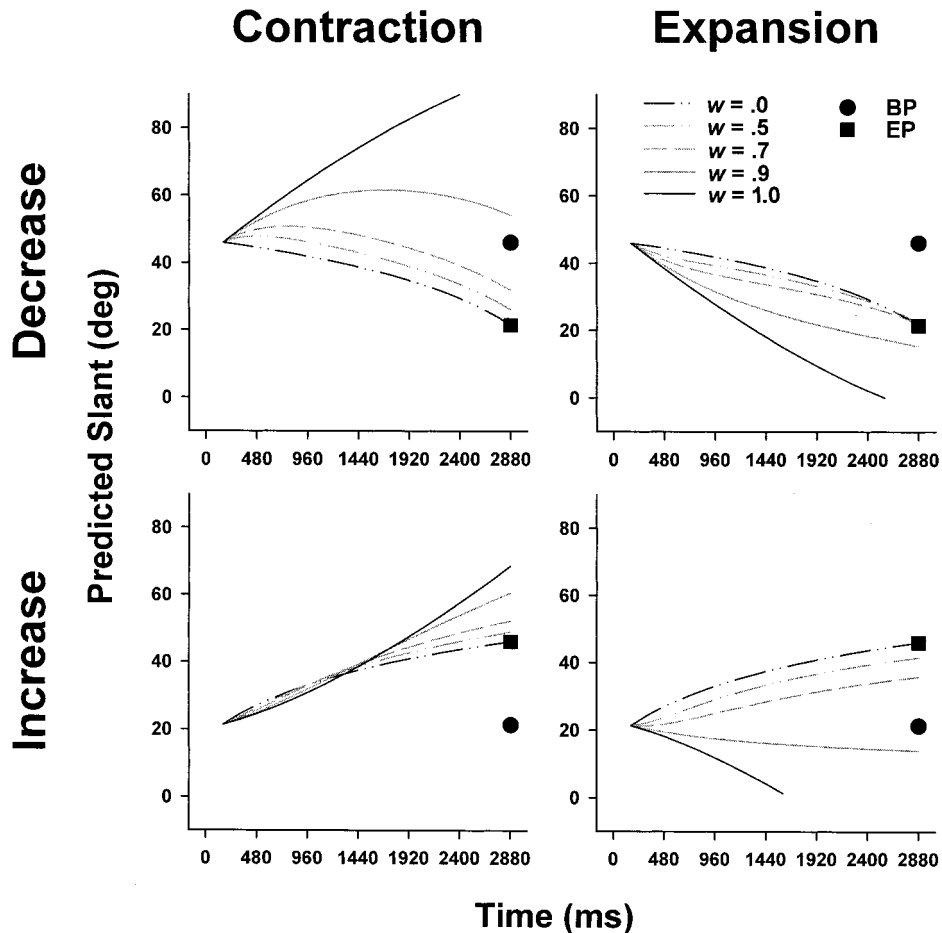 Contraction Expansion
Decrease
Increase
Predicted Slant (deg)
80
60
40
20
0
0 480 960 1440 1920 2400 2880
w = .0
w = .5
w = .7
w = .9
w = 1.0
BP
EP
80
60
40
20
0
0 480 960 1440 1920 2400 2880
80
60
40
20
0
0 480 960 1440 1920 2400 2880
80
60
40
20
0
0 480 960 1440 1920 2400 2880
Time (ms)